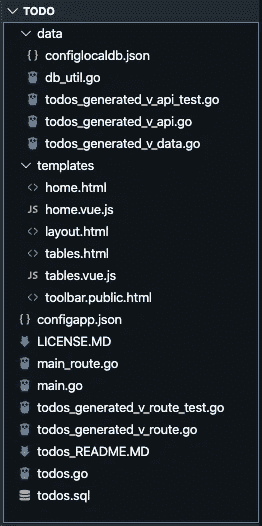 TODO
data
{ } configlocaldb.json
db_util.go
todos_generated_v_api_test.go
todos_generated_v_api.go
todos_generated_v_data.go
templates
<> home.html
JS home.vue.js
<> layout.html
<> tables.html
JS tables.vue.js
<> toolbar.public.html
{ } configapp.json
LICENSE.MD
main_route.go
main.go
todos_generated_v_route_test.go
todos_generated_v_route.go
todos_README.MD
todos.go
todos.sql